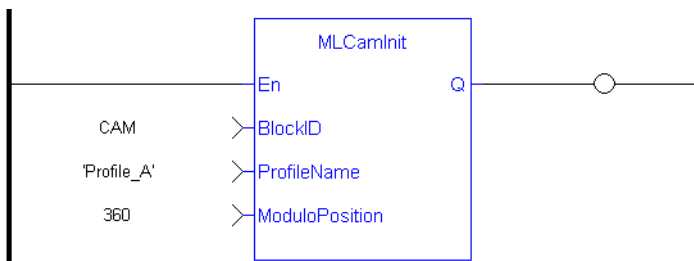 MLCamInit
En Q
CAM BlockID
'Profile_A' ProfileName
360 ModuloPosition